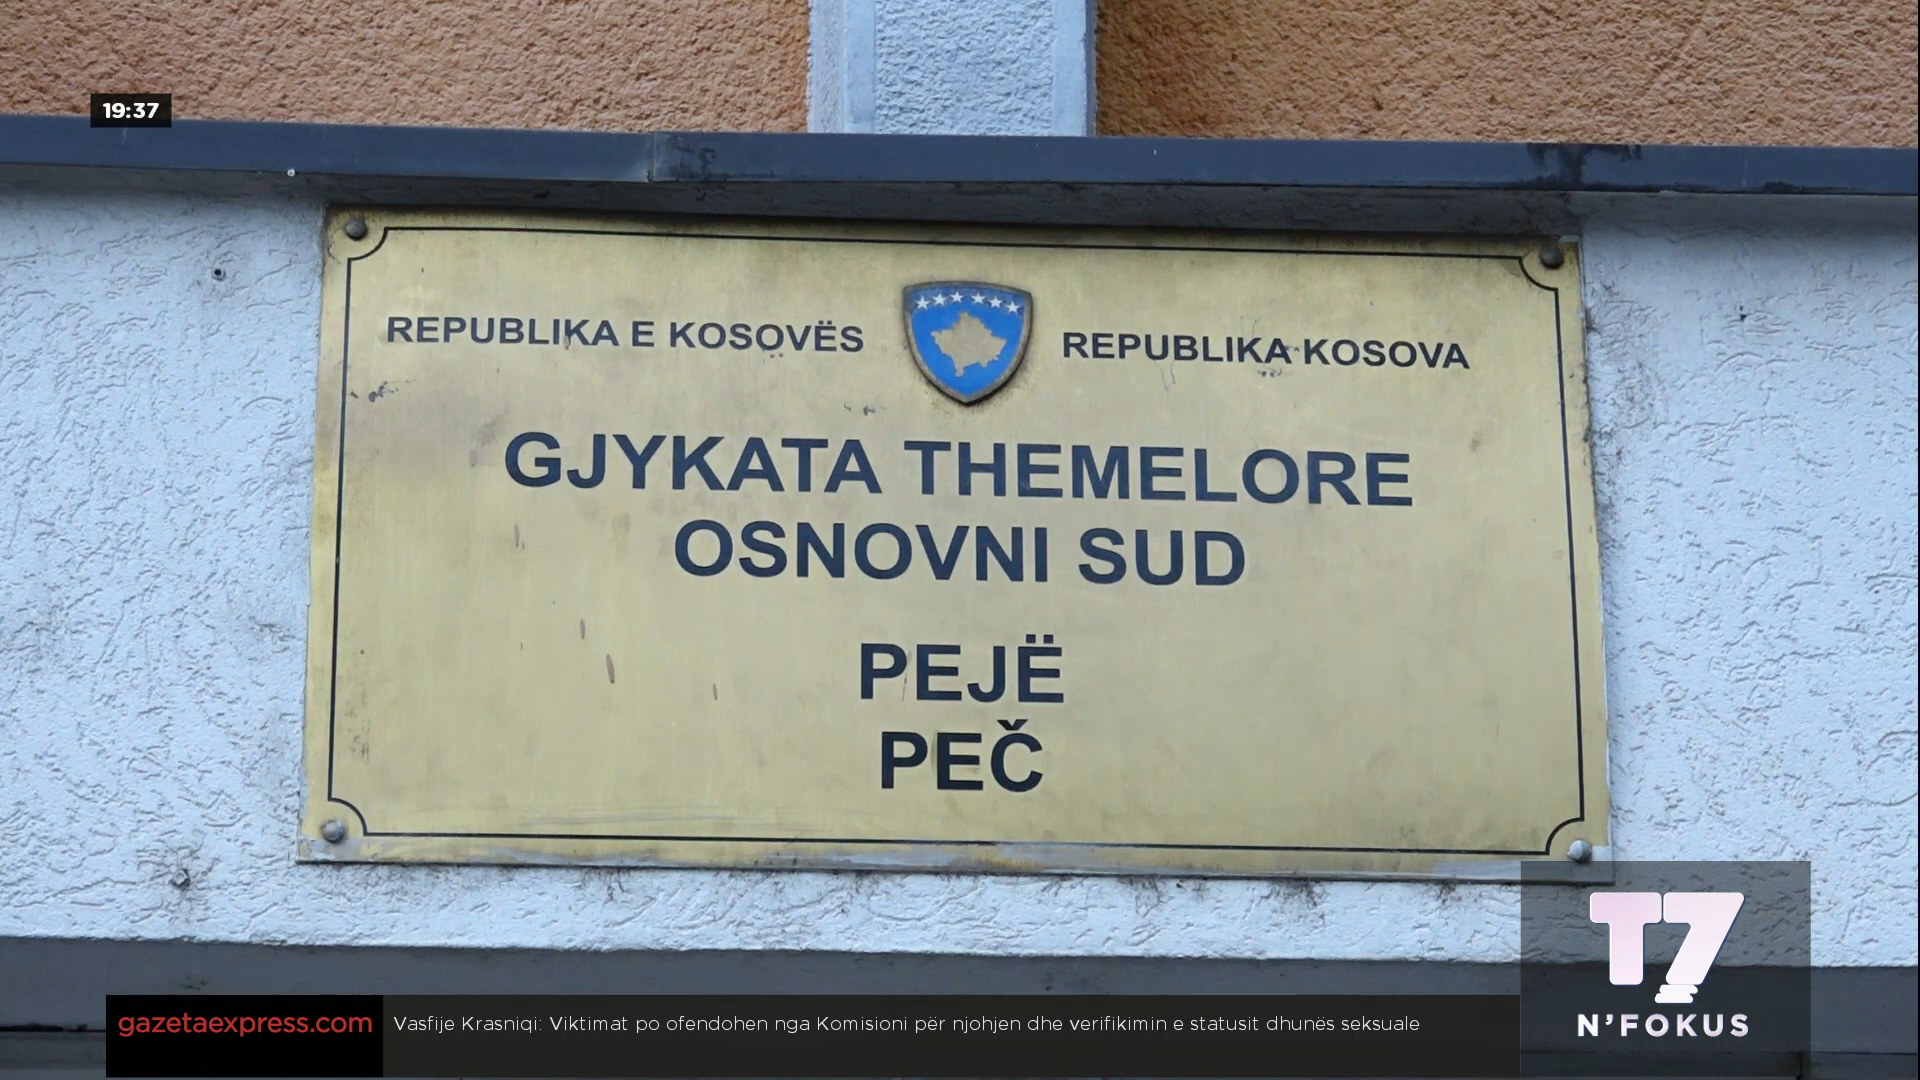 19:37
REPUBLIKA E KOSOVËS REPUBLIKA KOSOVA
GJYKATA THEMELORE
OSNOVNI SUD
PEJË
PEČ
T7
N'FOKUS
gazetaexpress.com Vasfije Krasniqi: Viktimat po ofendohen nga Komisioni për njohjen dhe verifikimin e statusit dhunës seksuale